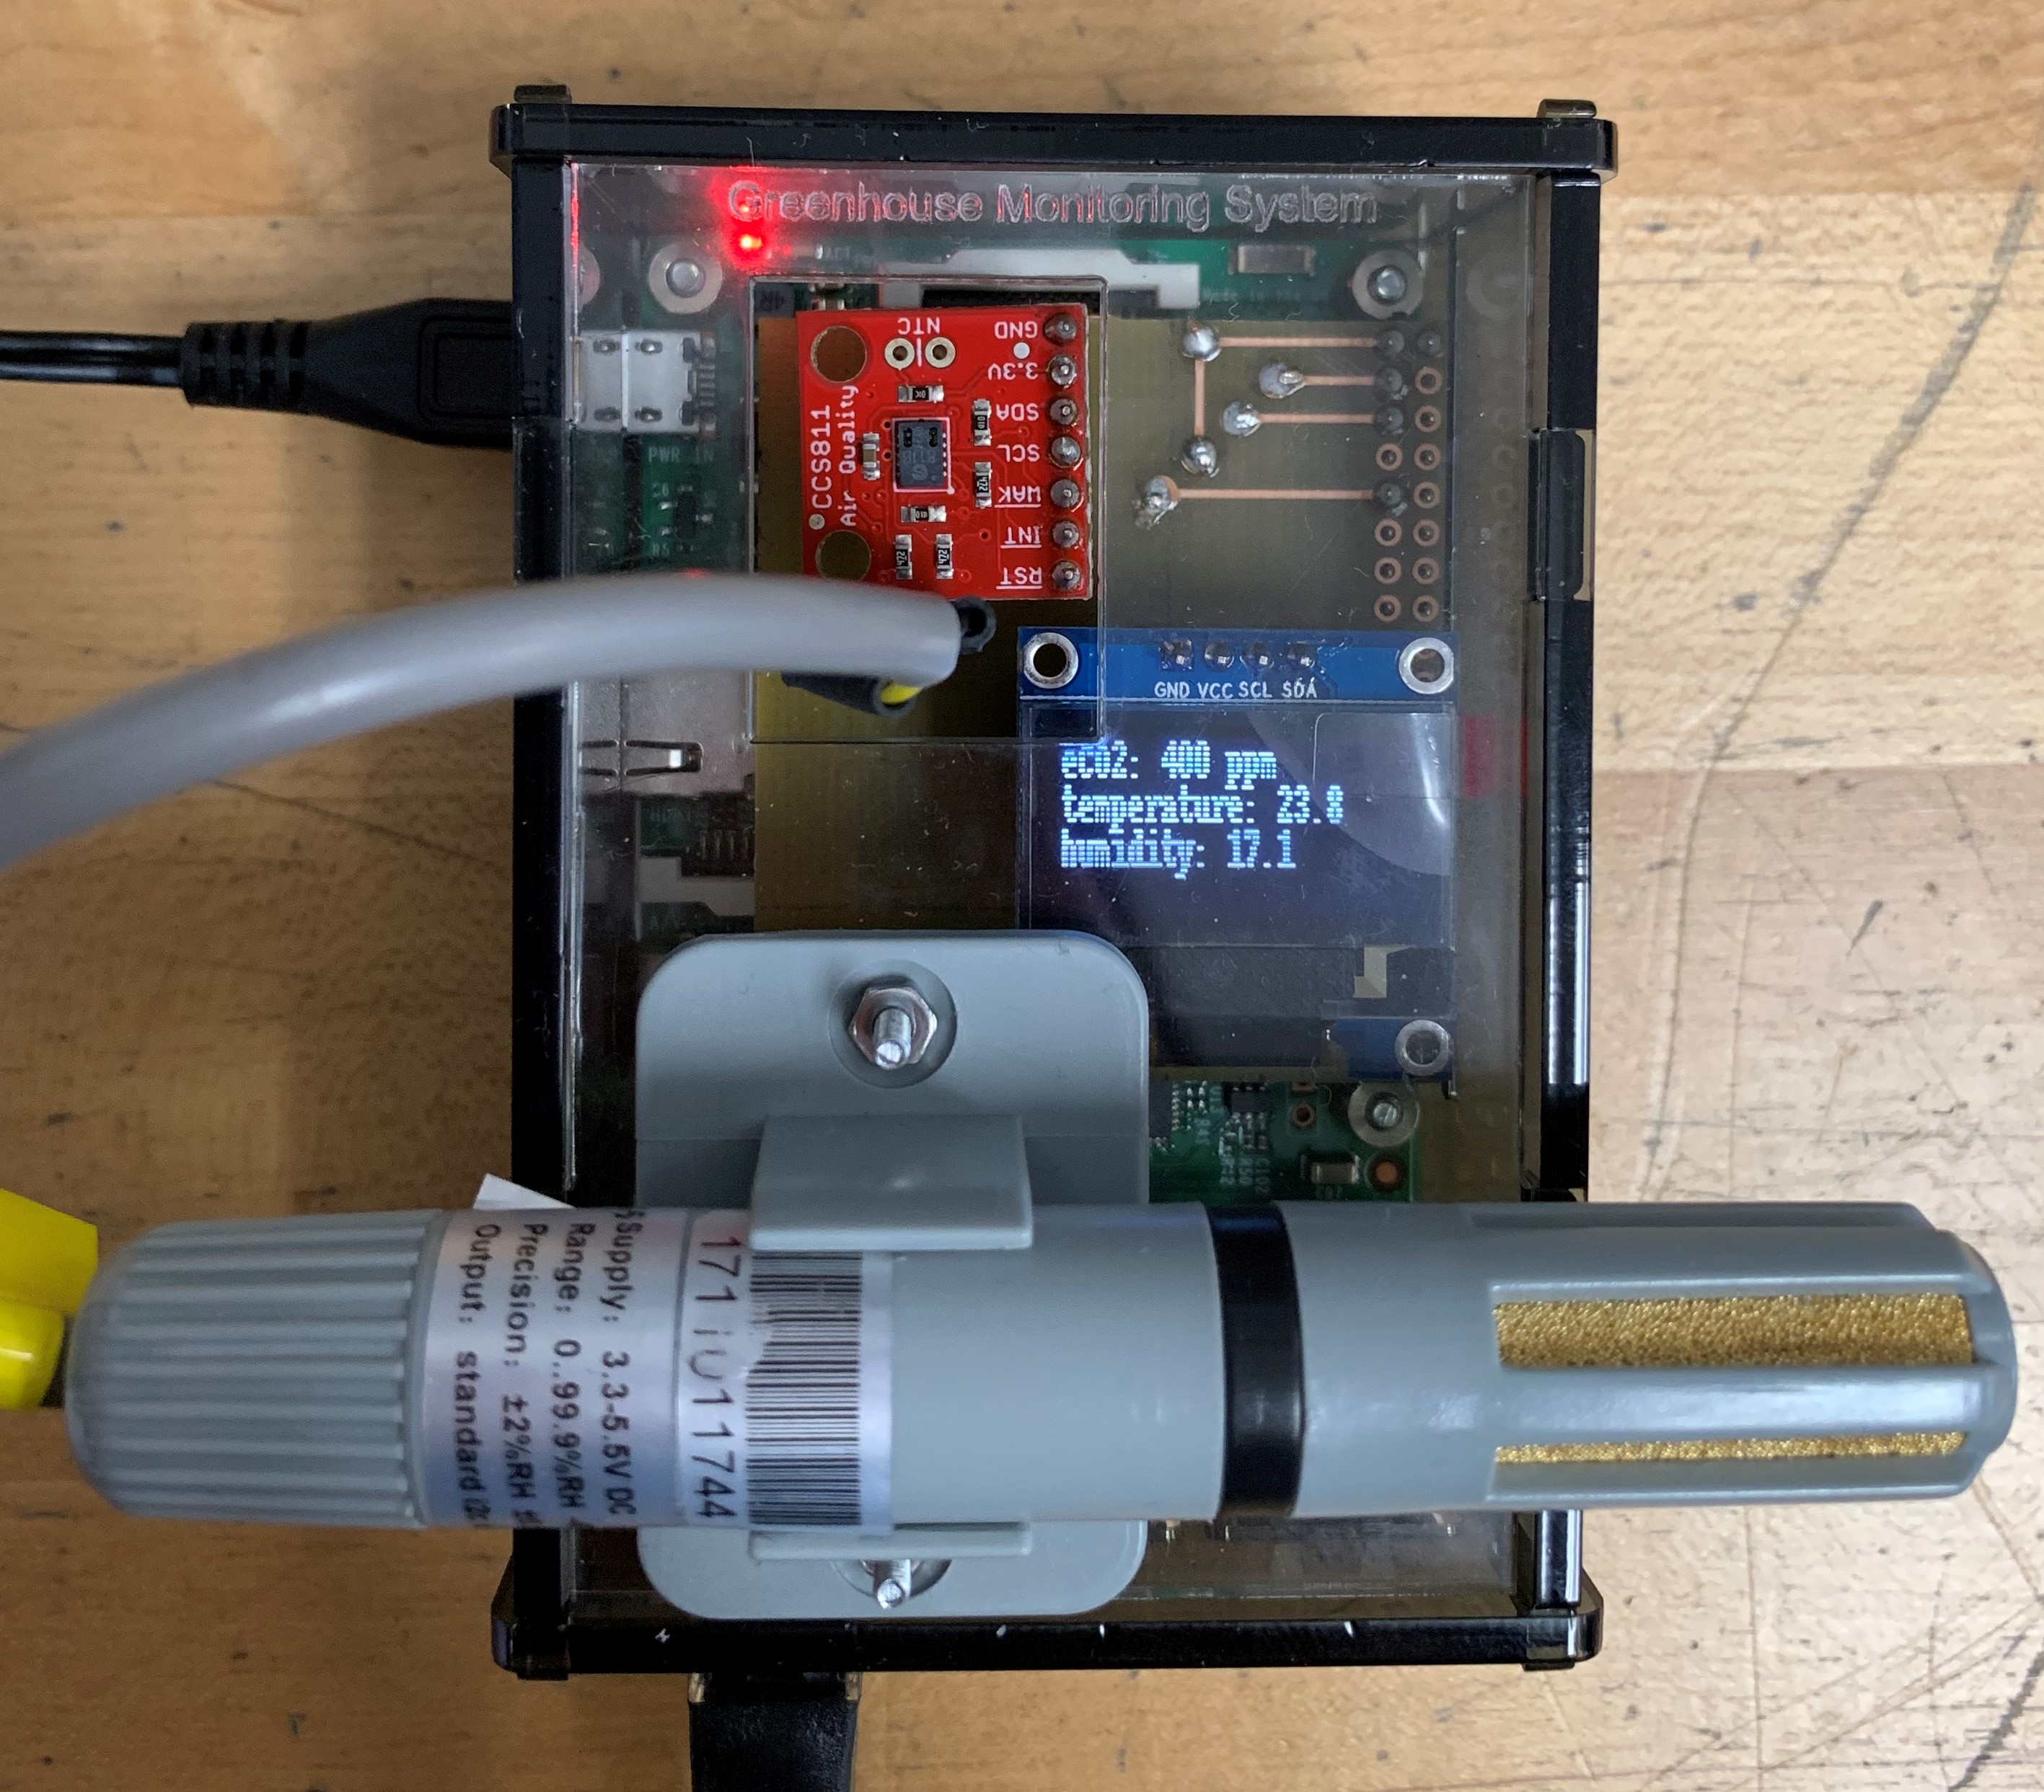 Greenhouse Monitoring System
PWR IN
C6
NTC
GND
3.3V
SDA
SCL
WAK
INT
RST
CCS811
Air Quality
GND VCC SCL SDA
eco2: 400 ppm
temperature: 23.8
humidity: 17.1
Supply: 3.3-5.5V DC
Range: 0..99.9%RH
Precision: ±2%RH
Output: standard